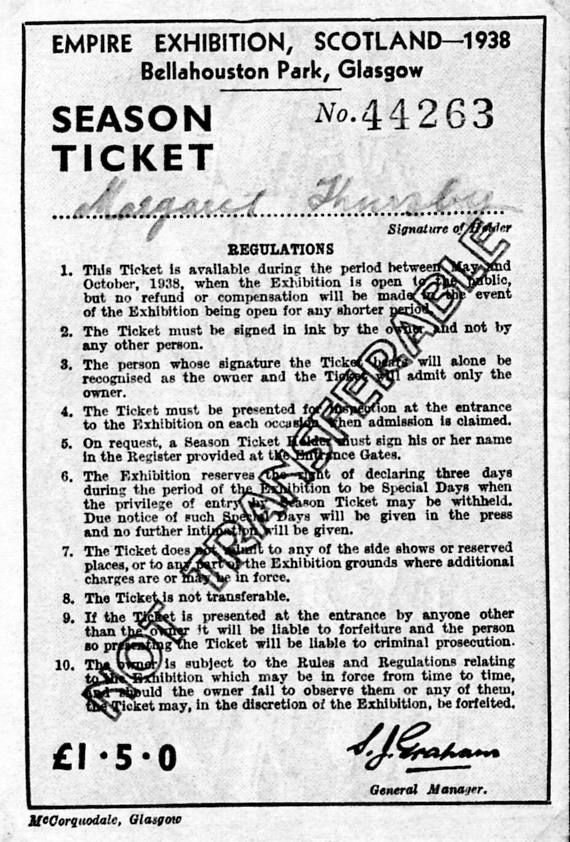 EMPIRE EXHIBITION, SCOTLAND—1938
Bellahouston Park, Glasgow
SEASON
TICKET
No. 44263
Margaret Thursby
Signature of Holder
REGULATIONS
1. This Ticket is available during the period between May and
October, 1938, when the Exhibition is open to the public,
but no refund or compensation will be made in the event
of the Exhibition being open for any shorter period.
2. The Ticket must be signed in ink by the owner and not by
any other person.
3. The person whose signature the Ticket bears will alone be
recognised as the owner and the Ticket will admit only the
owner.
4. The Ticket must be presented for inspection at the entrance
to the Exhibition on each occasion when admission is claimed.
5. On request, a Season Ticket Holder must sign his or her name
in the Register provided at the Entrance Gates.
6. The Exhibition reserves the right of declaring three days
during the period of the Exhibition to be Special Days when
the privilege of entry by Season Ticket may be withheld.
Due notice of such Special Days will be given in the press
and no further intimation will be given.
7. The Ticket does not admit to any of the side shows or reserved
places, or to any part of the Exhibition grounds where additional
charges are or may be in force.
8. The Ticket is not transferable.
9. If the Ticket is presented at the entrance by anyone other
than the owner it will be liable to forfeiture and the person
so presenting the Ticket will be liable to criminal prosecution.
10. The owner is subject to the Rules and Regulations relating
to the Exhibition which may be in force from time to time,
and should the owner fail to observe them or any of them,
the Ticket may, in the discretion of the Exhibition, be forfeited.
NOT TRANSFERABLE
£1·5·0
S. J. Graham
General Manager.
McCorquodale, Glasgow